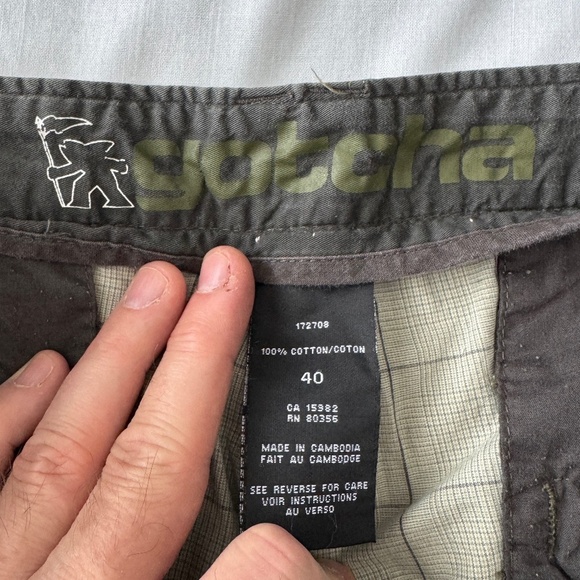 gotcha
172708
100% COTTON/COTON
40
CA 15982
RN 80356
MADE IN CAMBODIA
FAIT AU CAMBODGE
SEE REVERSE FOR CARE
VOIR INSTRUCTIONS
AU VERSO